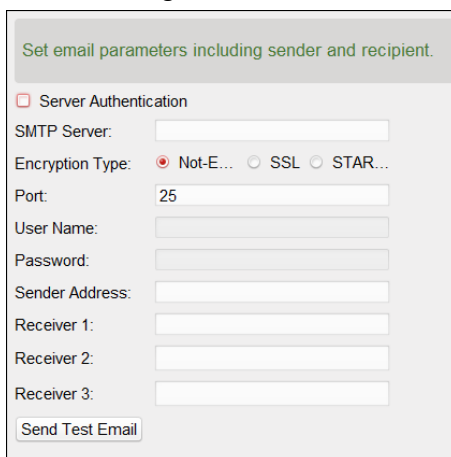 Set email parameters including sender and recipient.
Server Authentication
SMTP Server:
Encryption Type: Not-E... SSL STAR...
Port: 25
User Name:
Password:
Sender Address:
Receiver 1:
Receiver 2:
Receiver 3:
Send Test Email